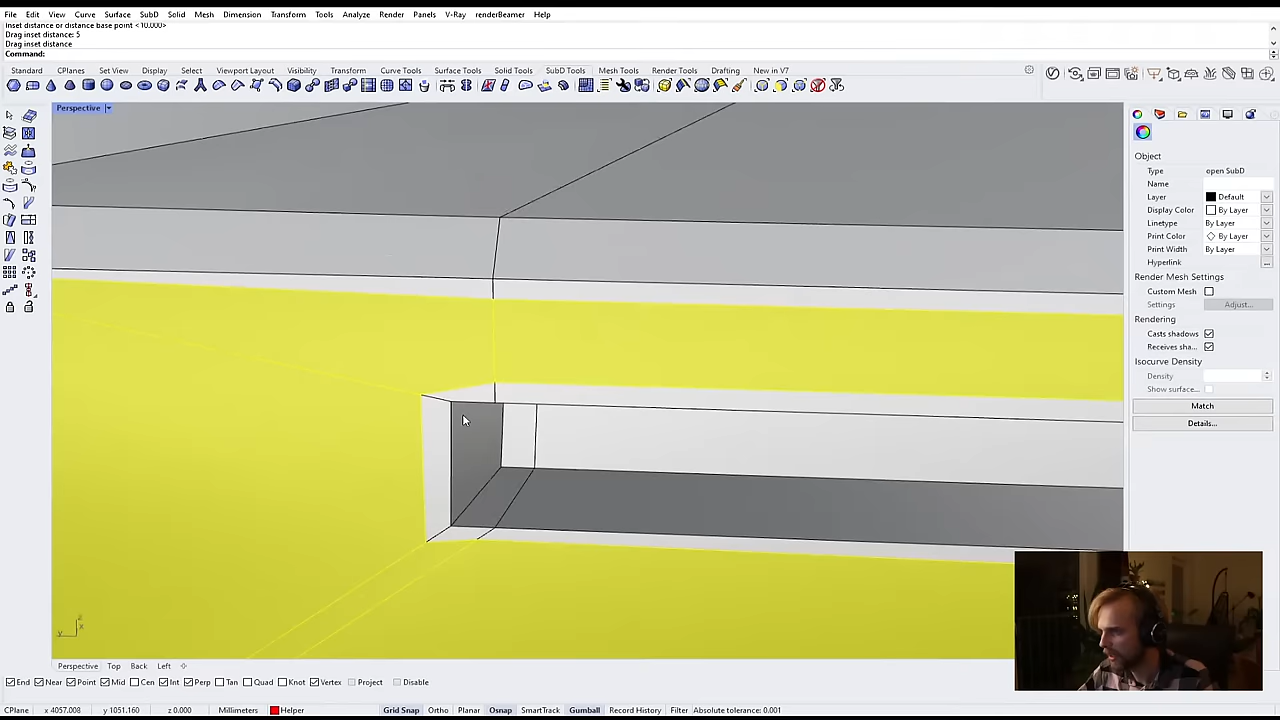 File Edit View Curve Surface SubD Solid Mesh Dimension Transform Tools Analyze Render Panels V-Ray renderBeamer Help
Inset distance or distance base point <10.000>
Drag inset distance: 5
Drag inset distance
Command:
Standard CPlanes Set View Display Select Viewport Layout Visibility Transform Curve Tools Surface Tools Solid Tools SubD Tools Mesh Tools Render Tools Drafting New in V7
Perspective
Object
Type open SubD
Name
Layer Default
Display Color By Layer
Linetype By Layer
Print Color By Layer
Print Width By Layer
Hyperlink ...
Render Mesh Settings
Custom Mesh
Settings Adjust...
Rendering
Casts shadows
Receives sha...
Isocurve Density
Density
Show surface...
Match
Details...
z
y x
Perspective Top Back Left
End Near Point Mid Cen Int Perp Tan Quad Knot Vertex Project Disable
CPlane x 4057.008 y 1051.160 z 0.000 Millimeters Helper Grid Snap Ortho Planar Osnap SmartTrack Gumball Record History Filter Absolute tolerance: 0.001